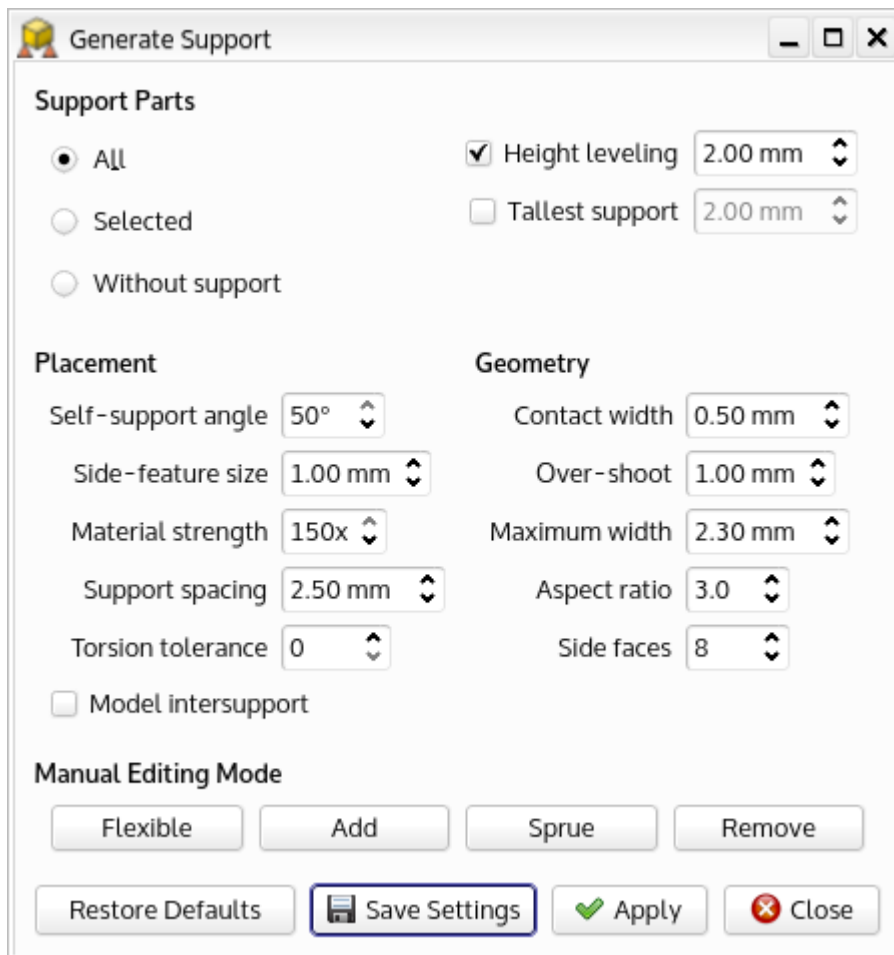 Generate Support
Support Parts
All
Height leveling 2.00 mm
Selected
Tallest support 2.00 mm
Without support
Placement
Geometry
Self-support angle 50°
Contact width 0.50 mm
Side-feature size 1.00 mm
Over-shoot 1.00 mm
Material strength 150x
Maximum width 2.30 mm
Support spacing 2.50 mm
Aspect ratio 3.0
Torsion tolerance 0
Side faces 8
Model intersupport
Manual Editing Mode
Flexible Add Sprue Remove
Restore Defaults Save Settings Apply Close